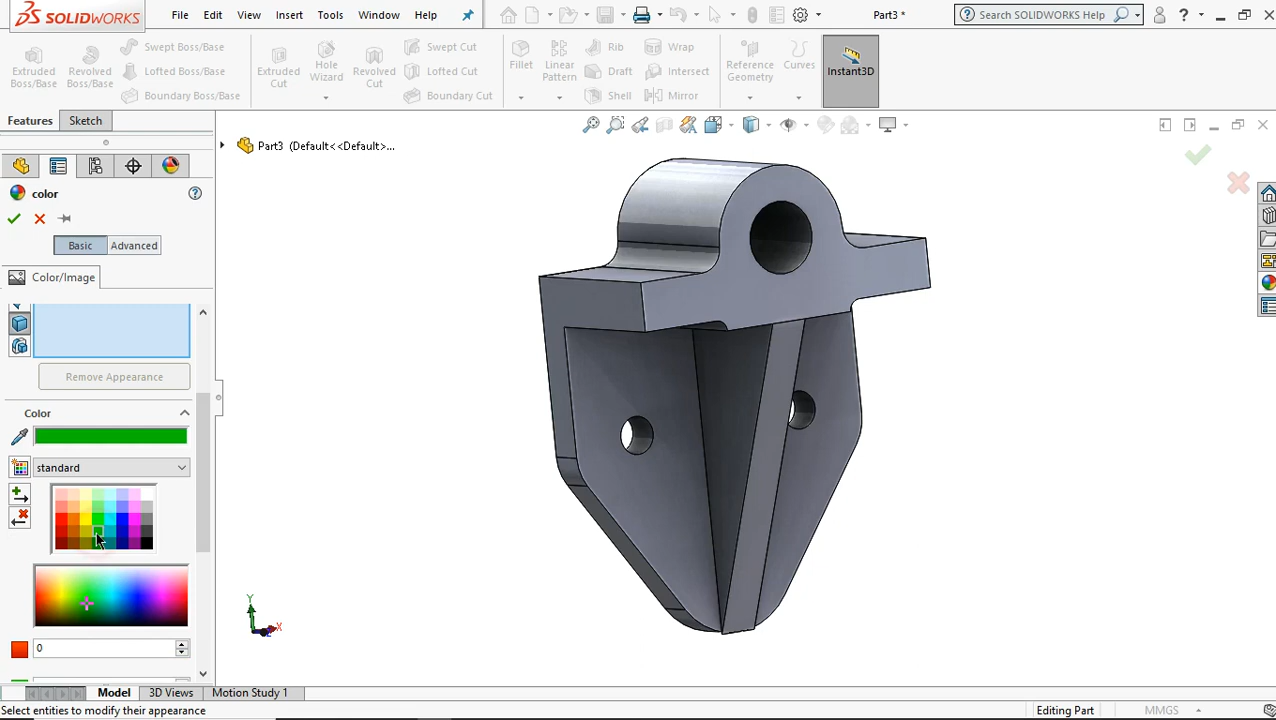 SOLIDWORKS File Edit View Insert Tools Window Help Part3 * Search SOLIDWORKS Help ?
Extruded Boss/Base
Revolved Boss/Base
Swept Boss/Base
Lofted Boss/Base
Boundary Boss/Base
Extruded Cut
Hole Wizard
Revolved Cut
Swept Cut
Lofted Cut
Boundary Cut
Fillet
Linear Pattern
Rib
Draft
Shell
Wrap
Intersect
Mirror
Reference Geometry
Curves
Instant3D
Features Sketch
Part3 (Default<<Default>...
color ?
Basic Advanced
Color/Image
Remove Appearance
Color
standard
0
Y
X
Z
Model 3D Views Motion Study 1
Select entities to modify their appearance Editing Part MMGS